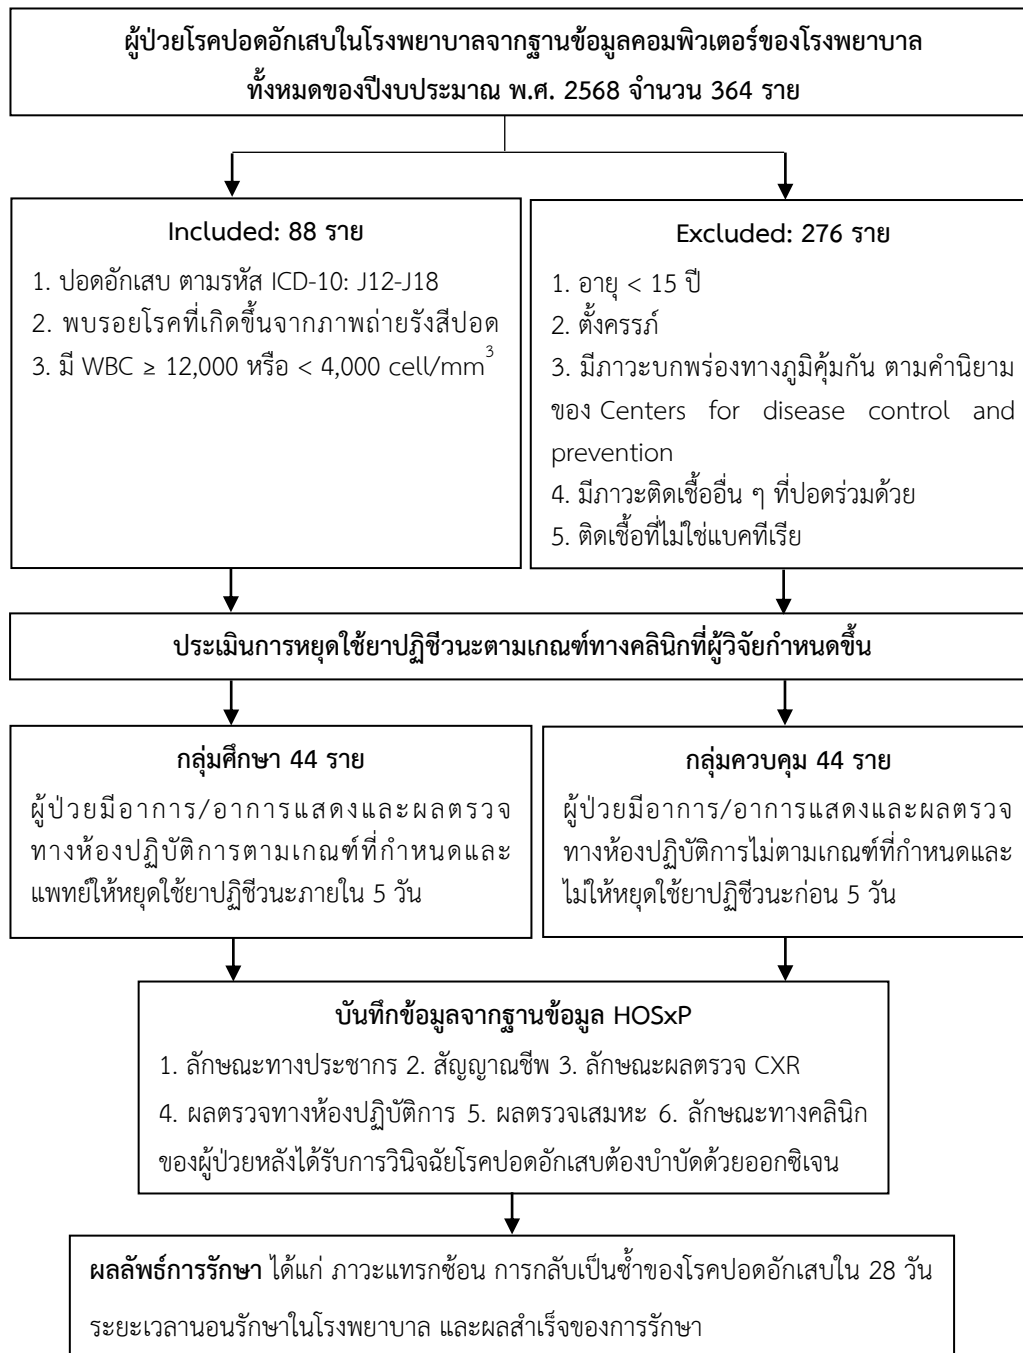 ผู้ป่วยโรคปอดอักเสบในโรงพยาบาลจากฐานข้อมูลคอมพิวเตอร์ของโรงพยาบาล
ทั้งหมดของปีงบประมาณ พ.ศ. 2568 จำนวน 364 ราย
Included: 88 ราย
1. ปอดอักเสบ ตามรหัส ICD-10: J12-J18
2. พบรอยโรคที่เกิดขึ้นจากภาพถ่ายรังสีปอด
3. มี WBC ≥ 12,000 หรือ < 4,000 cell/mm³
Excluded: 276 ราย
1. อายุ < 15 ปี
2. ตั้งครรภ์
3. มีภาวะบกพร่องทางภูมิคุ้มกัน ตามคำนิยาม
ของ Centers for disease control and
prevention
4. มีภาวะติดเชื้ออื่น ๆ ที่ปอดร่วมด้วย
5. ติดเชื้อที่ไม่ใช่แบคทีเรีย
ประเมินการหยุดใช้ยาปฏิชีวนะตามเกณฑ์ทางคลินิกที่ผู้วิจัยกำหนดขึ้น
กลุ่มศึกษา 44 ราย
ผู้ป่วยมีอาการ/อาการแสดงและผลตรวจ
ทางห้องปฏิบัติการตามเกณฑ์ที่กำหนดและ
แพทย์ให้หยุดใช้ยาปฏิชีวนะภายใน 5 วัน
กลุ่มควบคุม 44 ราย
ผู้ป่วยมีอาการ/อาการแสดงและผลตรวจ
ทางห้องปฏิบัติการไม่ตามเกณฑ์ที่กำหนดและ
ไม่ให้หยุดใช้ยาปฏิชีวนะก่อน 5 วัน
บันทึกข้อมูลจากฐานข้อมูล HOSxP
1. ลักษณะทางประชากร 2. สัญญาณชีพ 3. ลักษณะผลตรวจ CXR
4. ผลตรวจทางห้องปฏิบัติการ 5. ผลตรวจเสมหะ 6. ลักษณะทางคลินิก
ของผู้ป่วยหลังได้รับการวินิจฉัยโรคปอดอักเสบต้องบำบัดด้วยออกซิเจน
ผลลัพธ์การรักษา ได้แก่ ภาวะแทรกซ้อน การกลับเป็นซ้ำของโรคปอดอักเสบใน 28 วัน
ระยะเวลานอนรักษาในโรงพยาบาล และผลสำเร็จของการรักษา